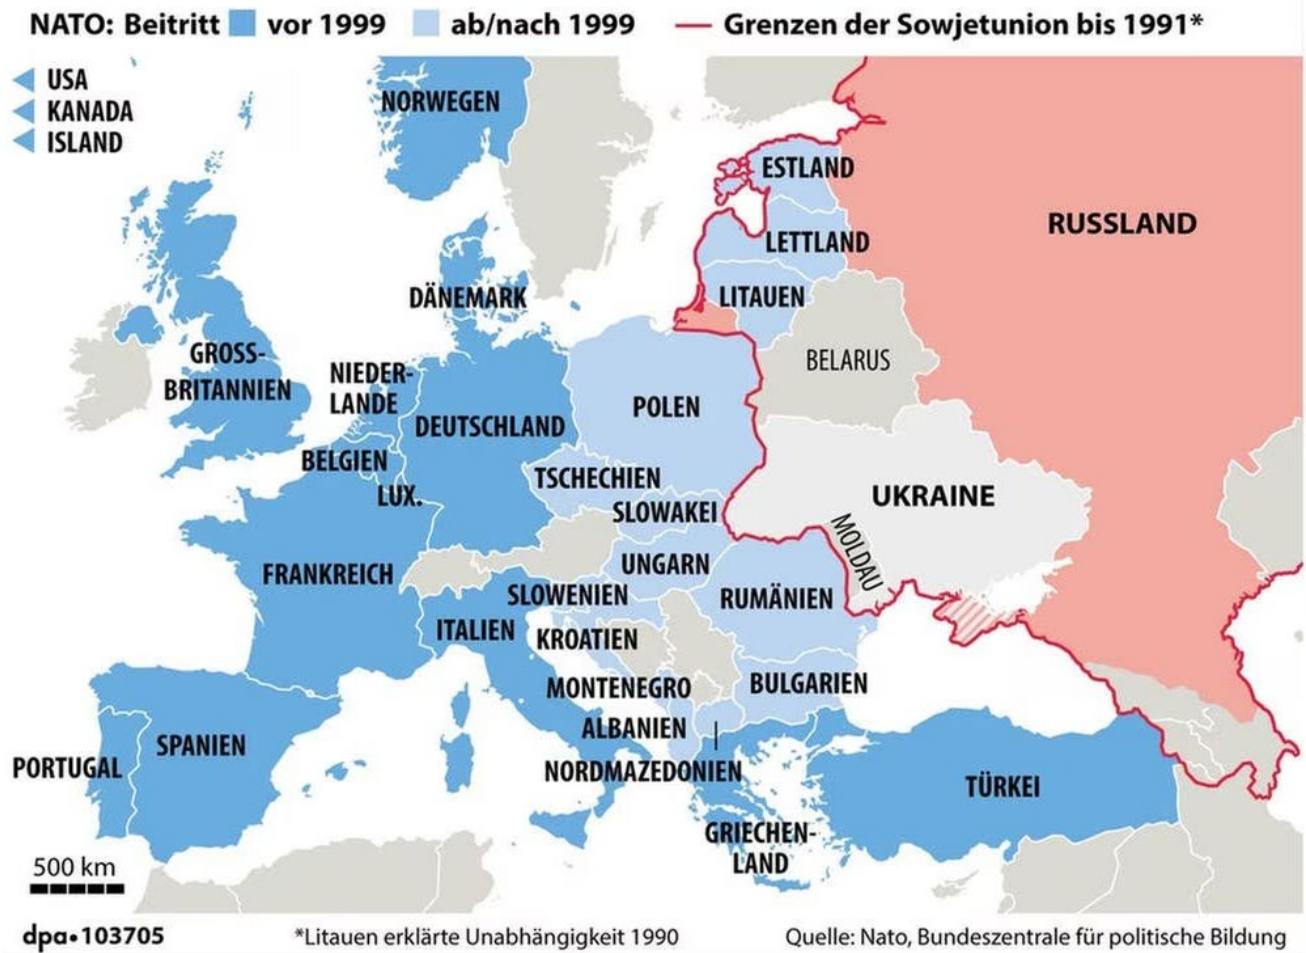 NATO: Beitritt vor 1999 ab/nach 1999 Grenzen der Sowjetunion bis 1991*
USA
KANADA
ISLAND
NORWEGEN
ESTLAND
RUSSLAND
LETTLAND
LITAUEN
DÄNEMARK
GROSS-
BRITANNIEN
NIEDER-
LANDE
BELARUS
POLEN
DEUTSCHLAND
BELGIEN
LUX.
TSCHECHIEN
SLOWAKEI
UKRAINE
MOLDAU
FRANKREICH
UNGARN
SLOWENIEN
RUMÄNIEN
ITALIEN
KROATIEN
MONTENEGRO
BULGARIEN
ALBANIEN
SPANIEN
PORTUGAL
NORDMAZEDONIEN
TÜRKEI
GRIECHEN-
LAND
500 km
dpa•103705
*Litauen erklärte Unabhängigkeit 1990
Quelle: Nato, Bundeszentrale für politische Bildung